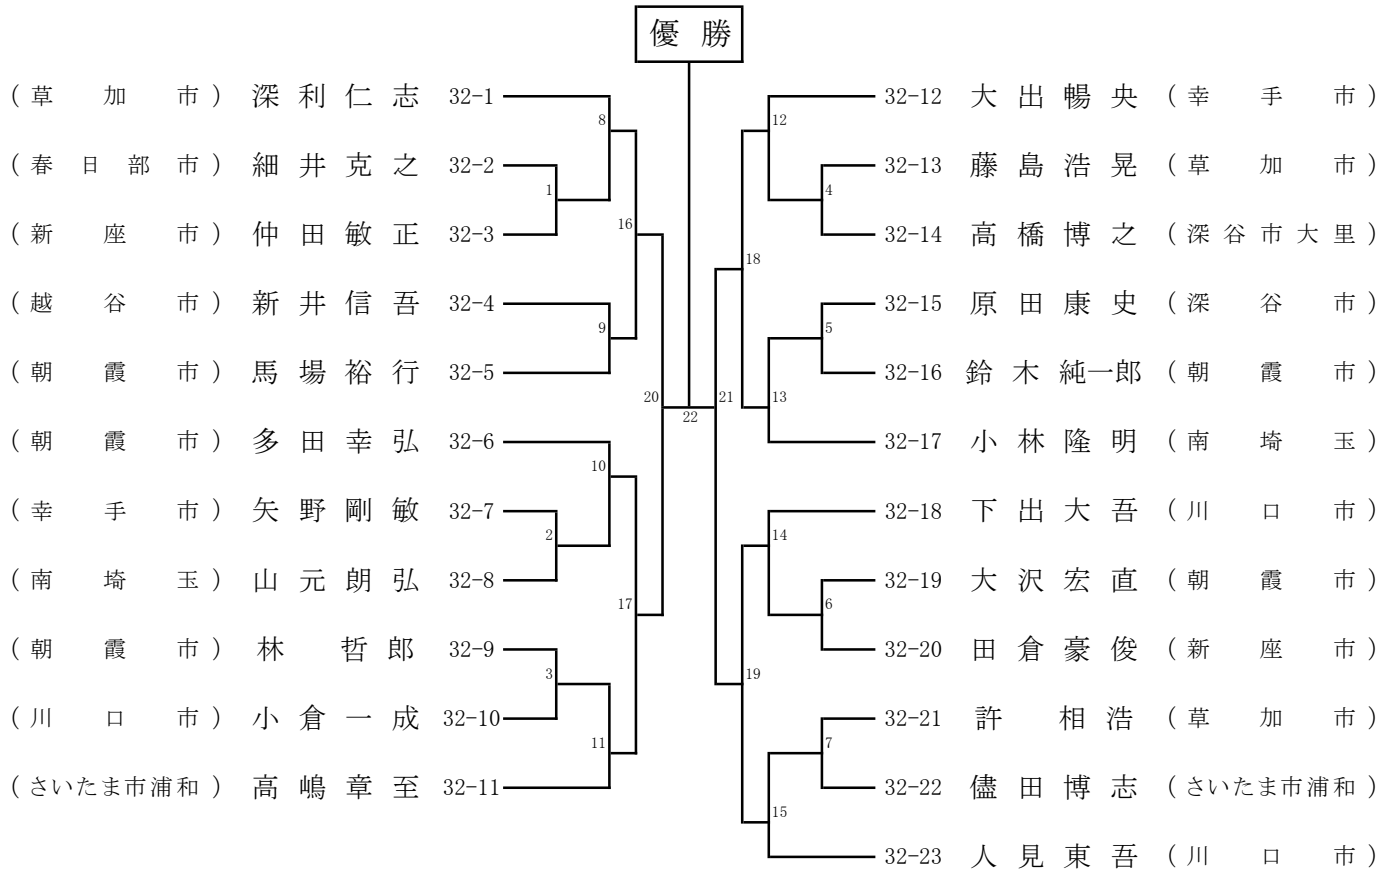 優勝
(草加市) 深利仁志 32-1
(春日部市) 細井克之 32-2
(新座市) 仲田敏正 32-3
(越谷市) 新井信吾 32-4
(朝霞市) 馬場裕行 32-5
(朝霞市) 多田幸弘 32-6
(幸手市) 矢野剛敏 32-7
(南埼玉) 山元朗弘 32-8
(朝霞市) 林 哲郎 32-9
(川口市) 小倉一成 32-10
(さいたま市浦和) 高嶋章至 32-11
8
1
16
9
20
10
2
17
3
11
22
12
4
18
5
21
13
14
6
19
7
15
32-12 大出暢央 (幸手市)
32-13 藤島浩晃 (草加市)
32-14 高橋博之 (深谷市大里)
32-15 原田康史 (深谷市)
32-16 鈴木純一郎 (朝霞市)
32-17 小林隆明 (南埼玉)
32-18 下出大吾 (川口市)
32-19 大沢宏直 (朝霞市)
32-20 田倉豪俊 (新座市)
32-21 許 相浩 (草加市)
32-22 儘田博志 (さいたま市浦和)
32-23 人見東吾 (川口市)